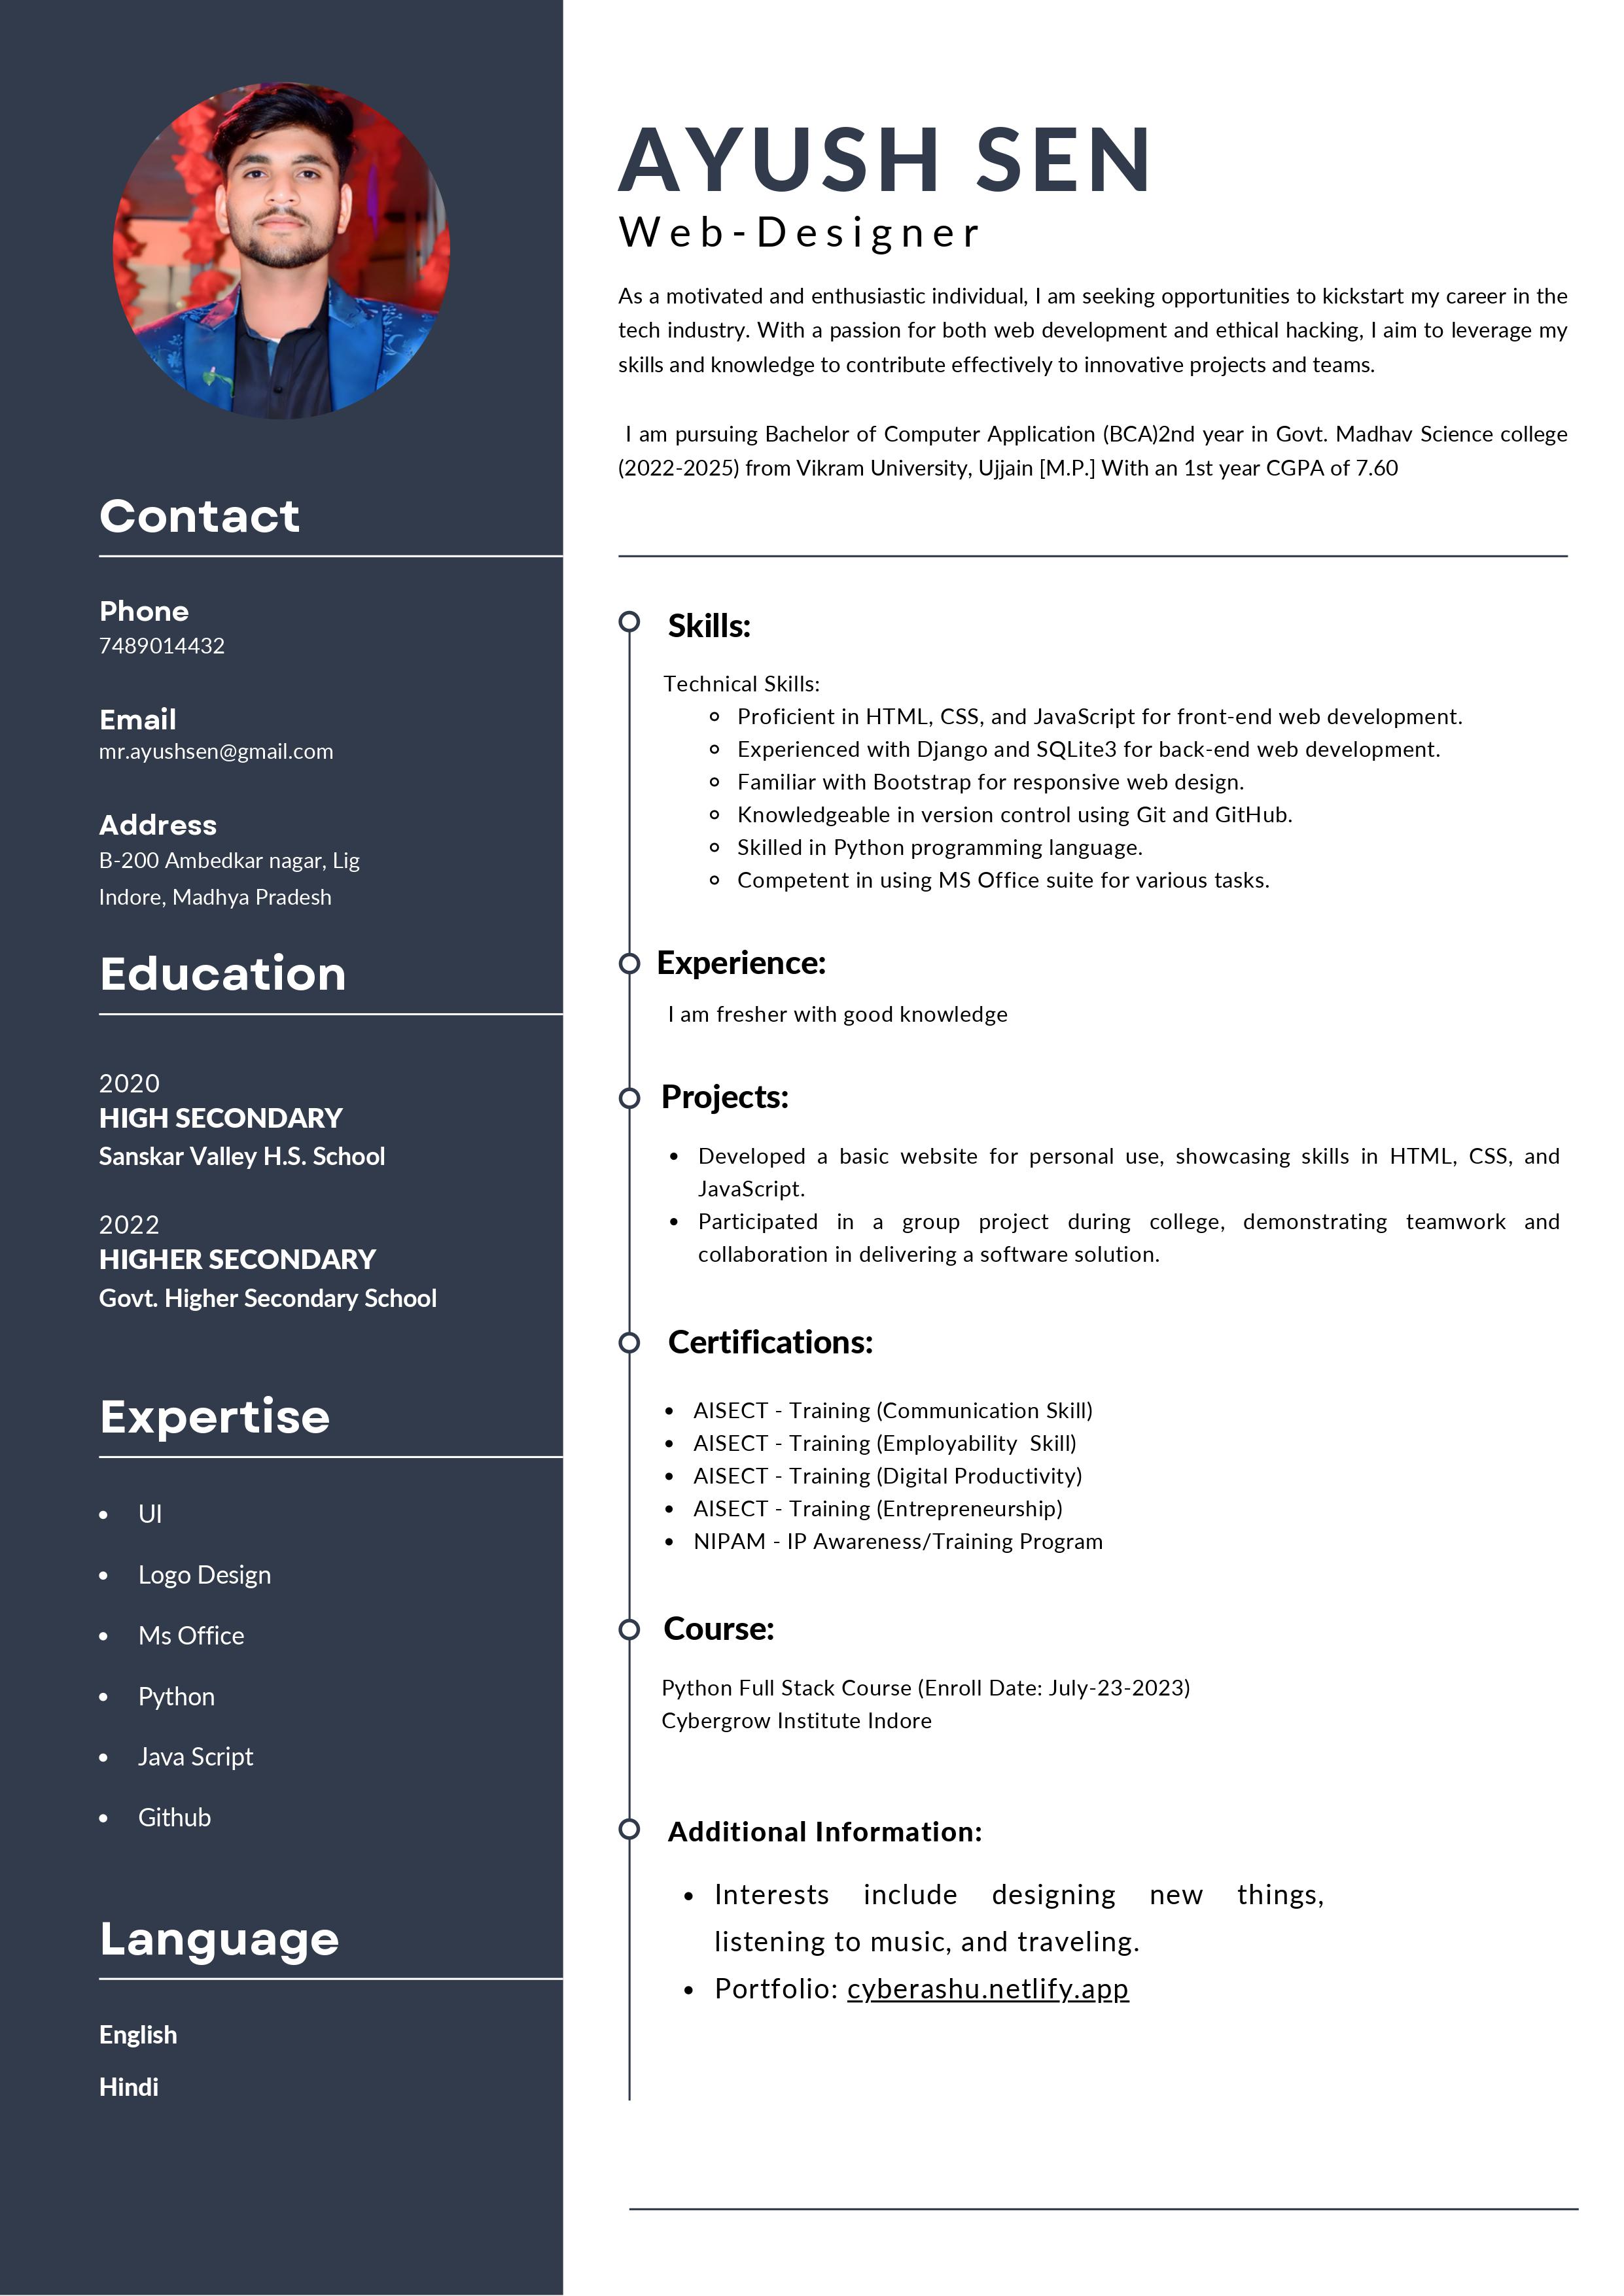 AYUSH SEN
Web-Designer
As a motivated and enthusiastic individual, I am seeking opportunities to kickstart my career in the
tech industry. With a passion for both web development and ethical hacking, I aim to leverage my
skills and knowledge to contribute effectively to innovative projects and teams.
I am pursuing Bachelor of Computer Application (BCA)2nd year in Govt. Madhav Science college
(2022-2025) from Vikram University, Ujjain [M.P.] With an 1st year CGPA of 7.60
Contact
Phone
7489014432
Email
mr.ayushsen@gmail.com
Address
B-200 Ambedkar nagar, Lig
Indore, Madhya Pradesh
Education
2020
HIGH SECONDARY
Sanskar Valley H.S. School
2022
HIGHER SECONDARY
Govt. Higher Secondary School
Expertise
• UI
• Logo Design
• Ms Office
• Python
• Java Script
• Github
Language
English
Hindi
Skills:
Technical Skills:
Proficient in HTML, CSS, and JavaScript for front-end web development.
Experienced with Django and SQLite3 for back-end web development.
Familiar with Bootstrap for responsive web design.
Knowledgeable in version control using Git and GitHub.
Skilled in Python programming language.
Competent in using MS Office suite for various tasks.
Experience:
I am fresher with good knowledge
Projects:
• Developed a basic website for personal use, showcasing skills in HTML, CSS, and
JavaScript.
• Participated in a group project during college, demonstrating teamwork and
collaboration in delivering a software solution.
Certifications:
• AISECT - Training (Communication Skill)
• AISECT - Training (Employability  Skill)
• AISECT - Training (Digital Productivity)
• AISECT - Training (Entrepreneurship)
• NIPAM - IP Awareness/Training Program
Course:
Python Full Stack Course (Enroll Date: July-23-2023)
Cybergrow Institute Indore
Additional Information:
• Interests include designing new things,
listening to music, and traveling.
• Portfolio: cyberashu.netlify.app